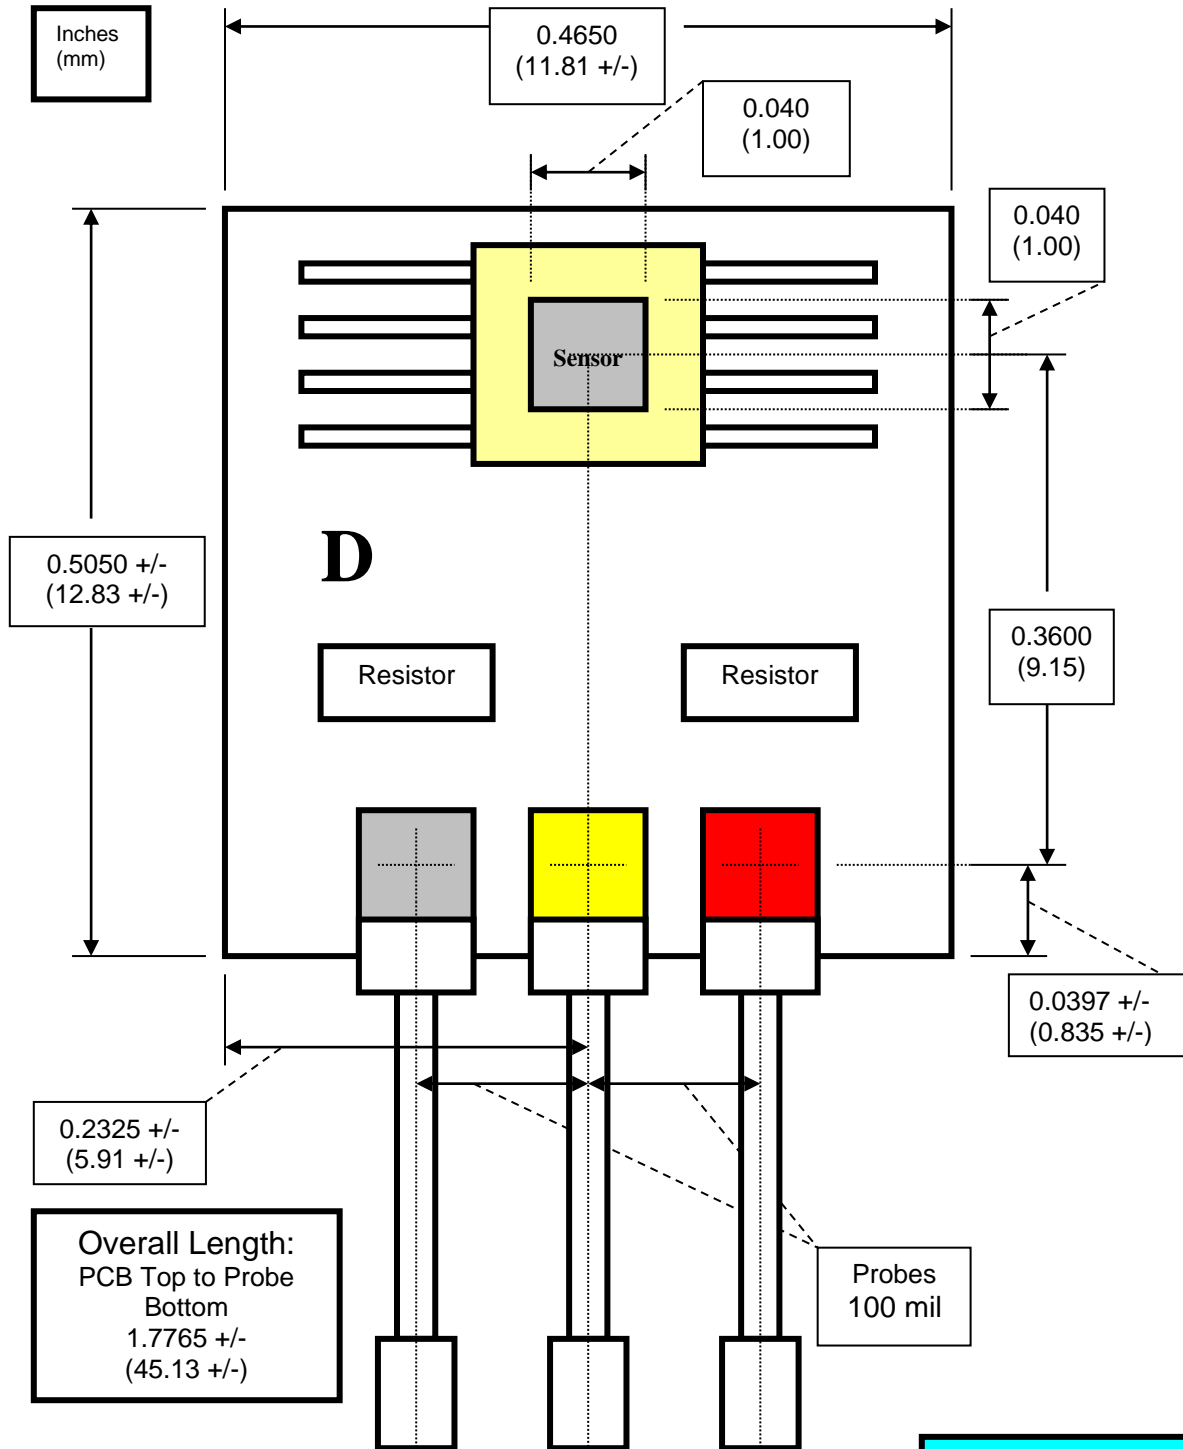 Inches
(mm)
0.4650
(11.81 +/-)
0.040
(1.00)
0.040
(1.00)
Sensor
D
0.5050 +/-
(12.83 +/-)
0.3600
(9.15)
Resistor
Resistor
0.0397 +/-
(0.835 +/-)
0.2325 +/-
(5.91 +/-)
Overall Length:
PCB Top to Probe
Bottom
1.7765 +/-
(45.13 +/-)
Probes
100 mil